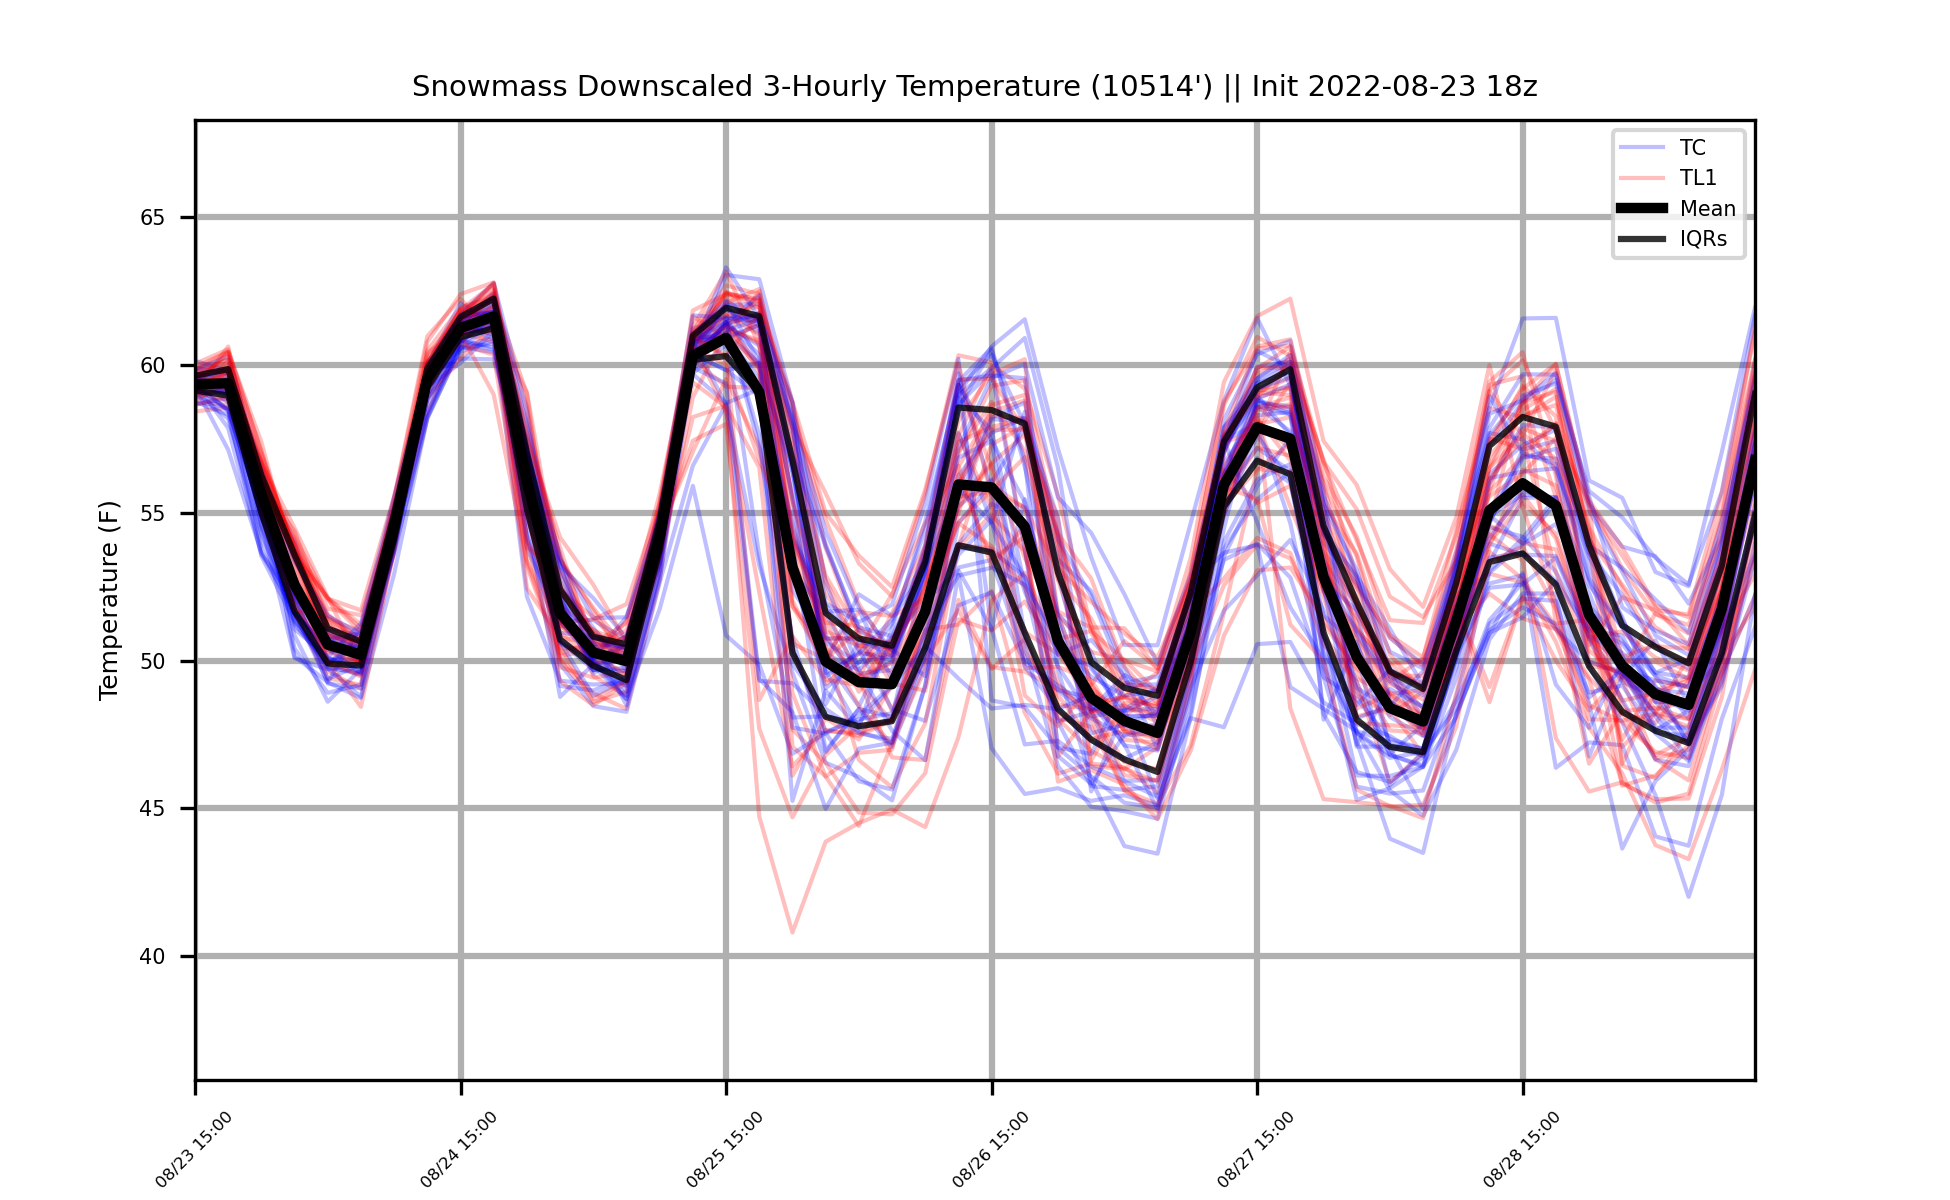 Snowmass Downscaled 3-Hourly Temperature (10514') || Init 2022-08-23 18z
TC
TL1
Mean
IQRs
Temperature (F)
65
60
55
50
45
40
08/23 15:00
08/24 15:00
08/25 15:00
08/26 15:00
08/27 15:00
08/28 15:00